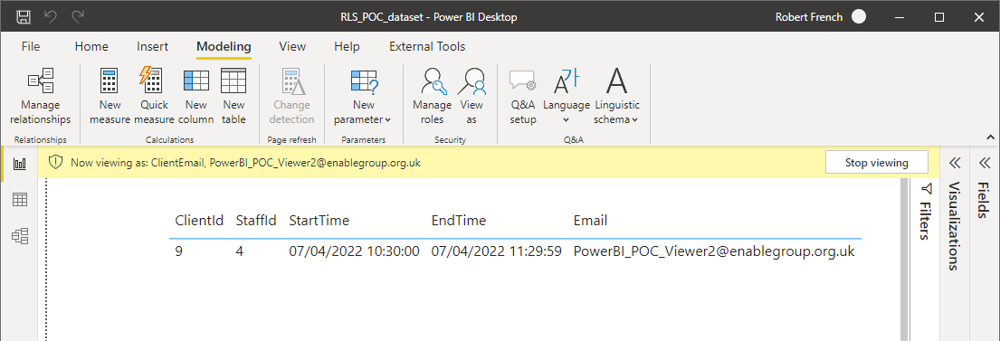 RLS_POC_dataset - Power BI Desktop
Robert French
File Home Insert Modeling View Help External Tools
Manage relationships
New measure
Quick measure
New column
New table
Change detection
New parameter
Manage roles
View as
Q&A setup
Language
Linguistic schema
Relationships Calculations Page refresh Parameters Security Q&A
Now viewing as: ClientEmail, PowerBI_POC_Viewer2@enablegroup.org.uk Stop viewing
ClientId StaffId StartTime EndTime Email
9 4 07/04/2022 10:30:00 07/04/2022 11:29:59 PowerBI_POC_Viewer2@enablegroup.org.uk
Filters
Visualizations
Fields